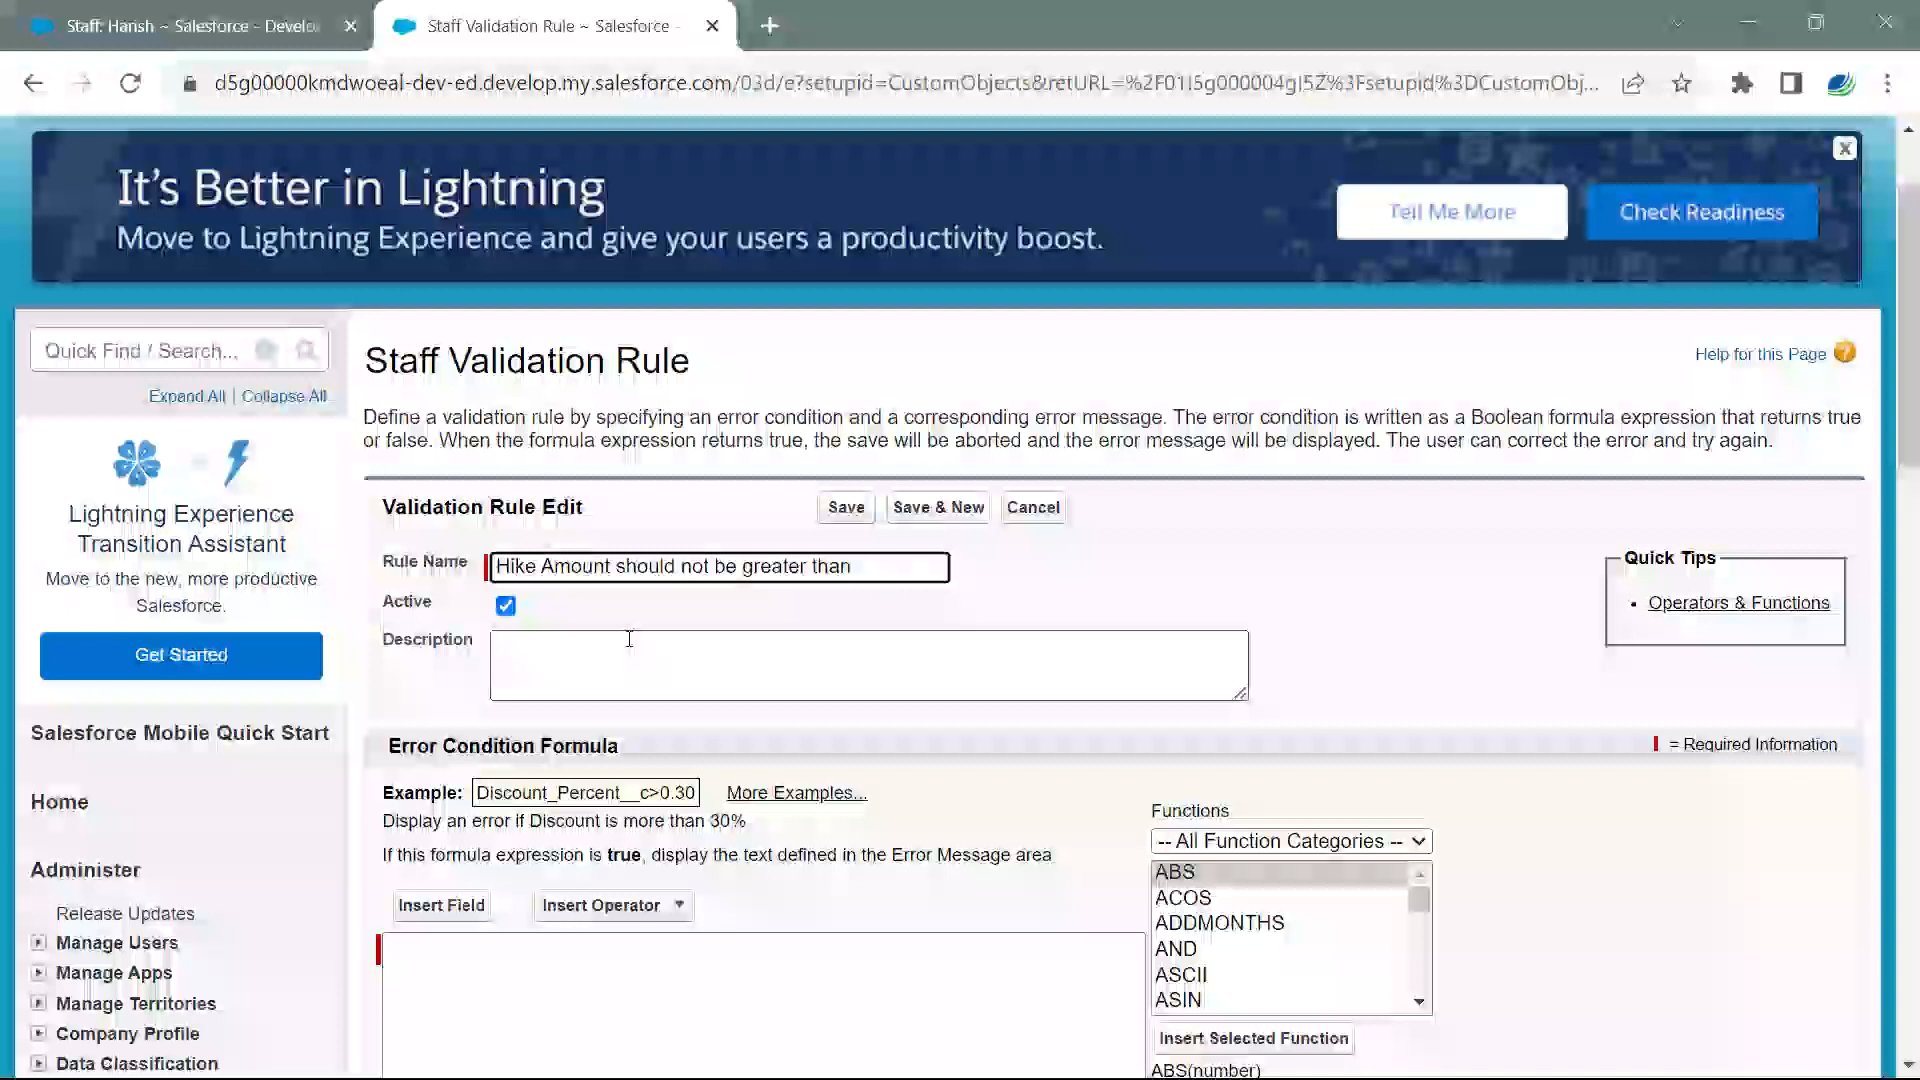 Staff: Harish ~ Salesforce - Develo
Staff Validation Rule ~ Salesforce -
d5g00000kmdwoeal-dev-ed.develop.my.salesforce.com/03d/e?setupid=CustomObjects&retURL=%2F01I5g000004gJ5Z%3Fsetupid%3DCustomObj...
It's Better in Lightning
Move to Lightning Experience and give your users a productivity boost.
Tell Me More
Check Readiness
X
Quick Find / Search...
Expand All | Collapse All
Lightning Experience
Transition Assistant
Move to the new, more productive
Salesforce.
Get Started
Salesforce Mobile Quick Start
Home
Administer
Release Updates
Manage Users
Manage Apps
Manage Territories
Company Profile
Data Classification
Staff Validation Rule
Help for this Page ?
Define a validation rule by specifying an error condition and a corresponding error message. The error condition is written as a Boolean formula expression that returns true
or false. When the formula expression returns true, the save will be aborted and the error message will be displayed. The user can correct the error and try again.
Validation Rule Edit
Save
Save & New
Cancel
Rule Name
Hike Amount should not be greater than
Active
Description
Quick Tips
• Operators & Functions
Error Condition Formula
= Required Information
Example: Discount_Percent__c>0.30 More Examples...
Display an error if Discount is more than 30%
If this formula expression is true, display the text defined in the Error Message area
Insert Field
Insert Operator
Functions
-- All Function Categories --
ABS
ACOS
ADDMONTHS
AND
ASCII
ASIN
Insert Selected Function
ABS(number)